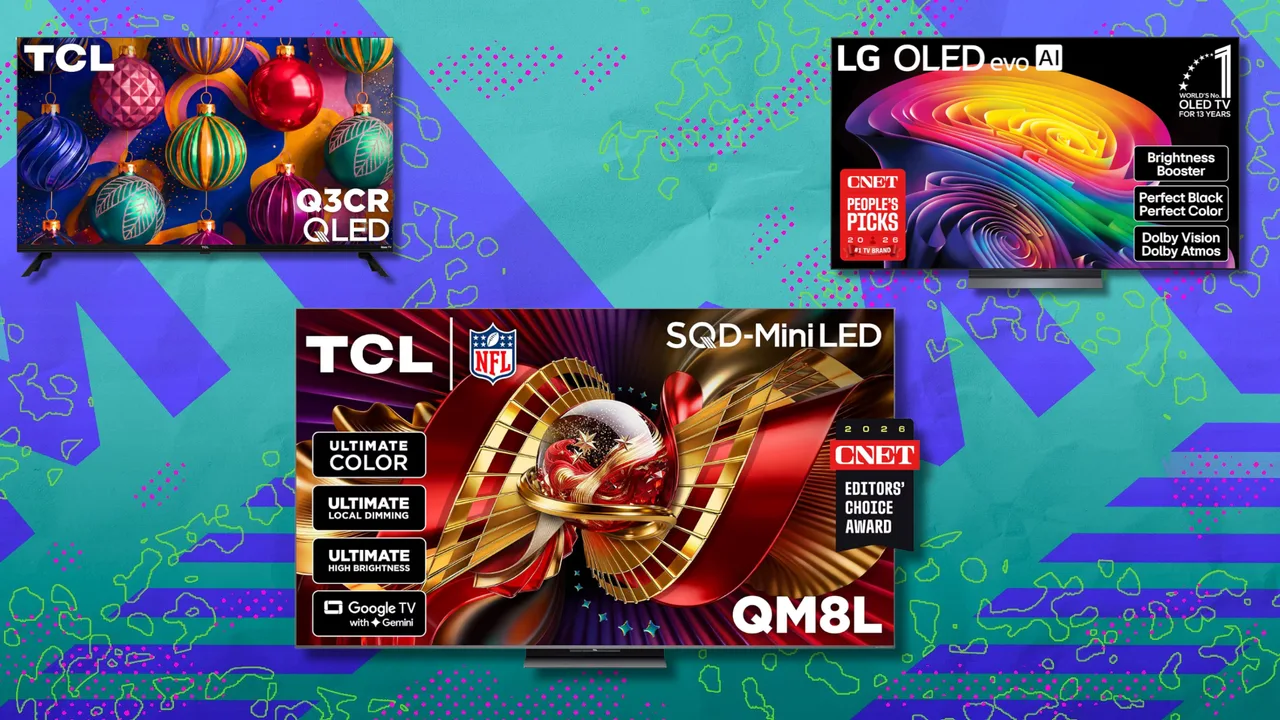 TCL
Q3CR
QLED
TCL
LG OLED evo AI
1
WORLD'S No.1
OLED TV
FOR 13 YEARS
Brightness
Booster
Perfect Black
Perfect Color
Dolby Vision
Dolby Atmos
CNET
PEOPLE'S
PICKS
2026
#1 TV BRAND
TCL
NFL
SQD-Mini LED
ULTIMATE
COLOR
ULTIMATE
LOCAL DIMMING
ULTIMATE
HIGH BRIGHTNESS
Google TV
with Gemini
2026
CNET
EDITORS'
CHOICE
AWARD
QM8L